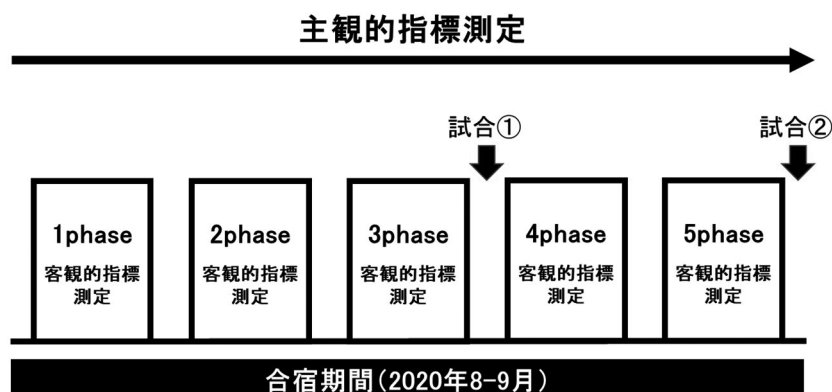 主観的指標測定
試合①
試合②
1phase
客観的指標
測定
2phase
客観的指標
測定
3phase
客観的指標
測定
4phase
客観的指標
測定
5phase
客観的指標
測定
合宿期間(2020年8-9月)